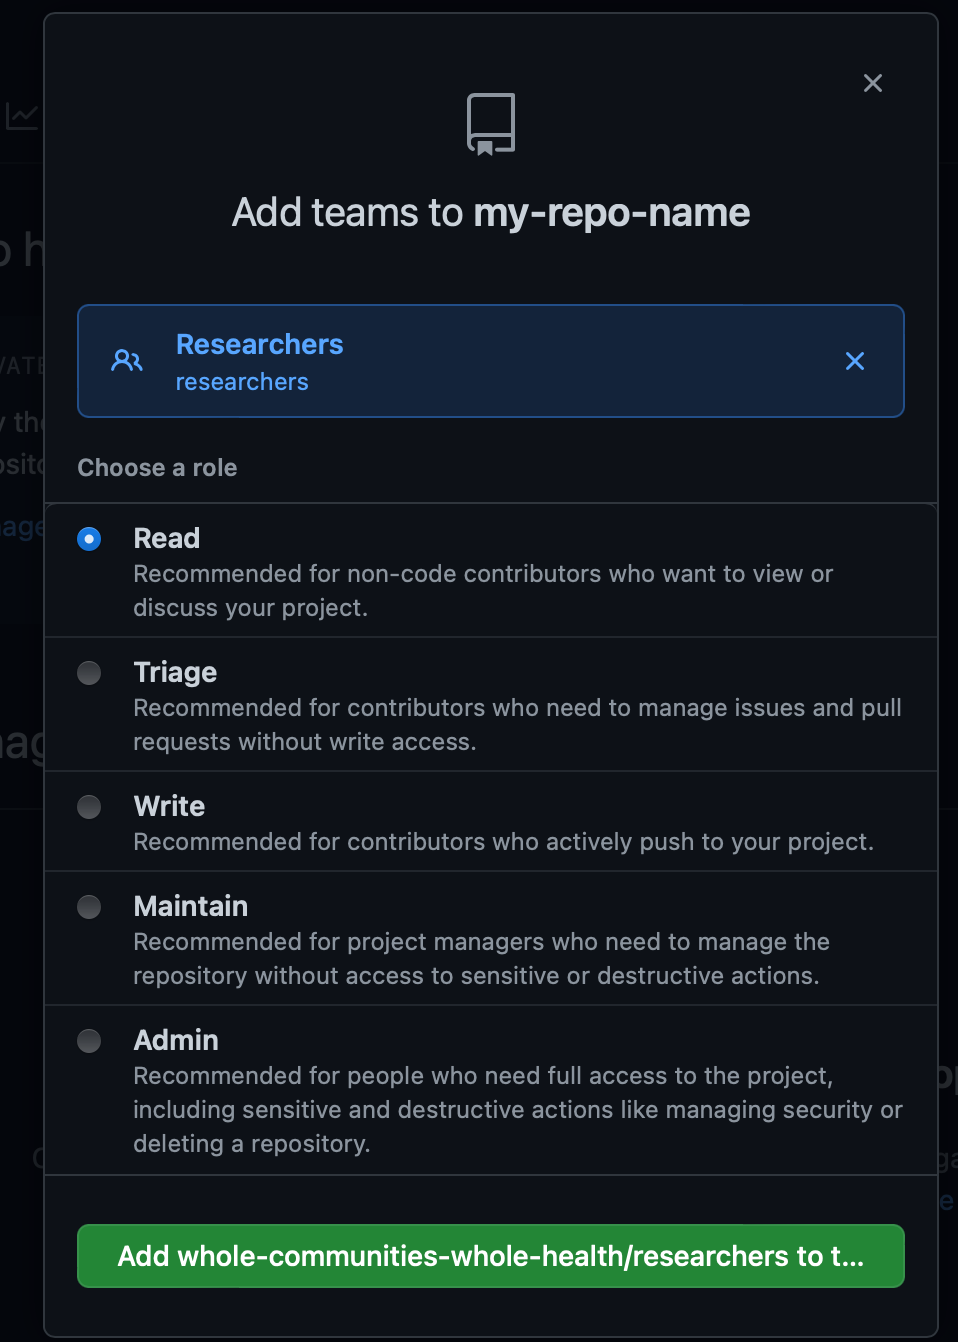 Add teams to my-repo-name
Researchers
researchers
Choose a role
Read
Recommended for non-code contributors who want to view or
discuss your project.
Triage
Recommended for contributors who need to manage issues and pull
requests without write access.
Write
Recommended for contributors who actively push to your project.
Maintain
Recommended for project managers who need to manage the
repository without access to sensitive or destructive actions.
Admin
Recommended for people who need full access to the project,
including sensitive and destructive actions like managing security or
deleting a repository.
Add whole-communities-whole-health/researchers to t...